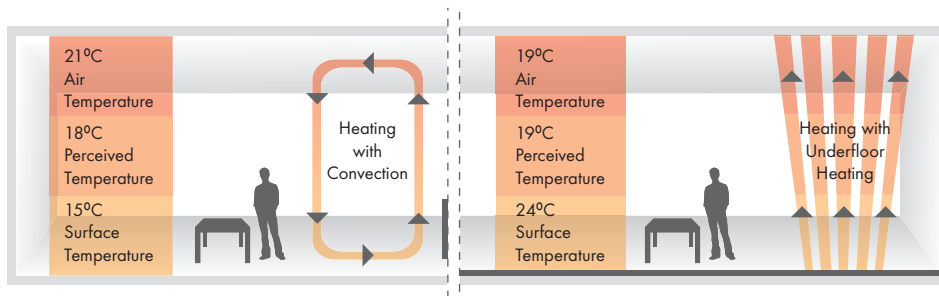 21ºC
Air
Temperature
18ºC
Perceived
Temperature
15ºC
Surface
Temperature
Heating
with
Convection
19ºC
Air
Temperature
19ºC
Perceived
Temperature
24ºC
Surface
Temperature
Heating with
Underfloor
Heating